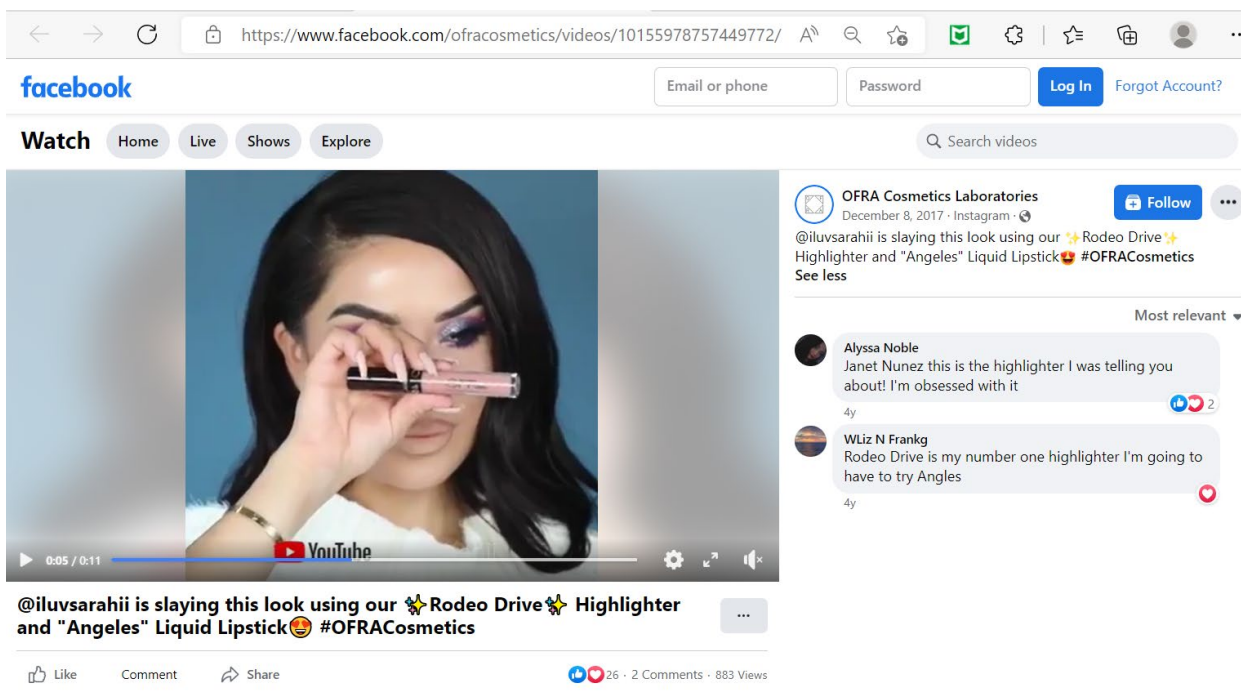 https://www.facebook.com/ofracosmetics/videos/10155978757449772/
facebook
Email or phone
Password
Log In
Forgot Account?
Watch
Home
Live
Shows
Explore
Search videos
YouTube
0:05 / 0:11
OFRA Cosmetics Laboratories
December 8, 2017 · Instagram ·
Follow
@iluvsarahii is slaying this look using our ✨Rodeo Drive✨
Highlighter and "Angeles" Liquid Lipstick😍 #OFRACosmetics
See less
Most relevant
Alyssa Noble
Janet Nunez this is the highlighter I was telling you
about! I'm obsessed with it
2
4y
WLiz N Frankg
Rodeo Drive is my number one highlighter I'm going to
have to try Angles
4y
@iluvsarahii is slaying this look using our ✨Rodeo Drive✨ Highlighter
and "Angeles" Liquid Lipstick😍 #OFRACosmetics
Like
Comment
Share
26 · 2 Comments · 883 Views